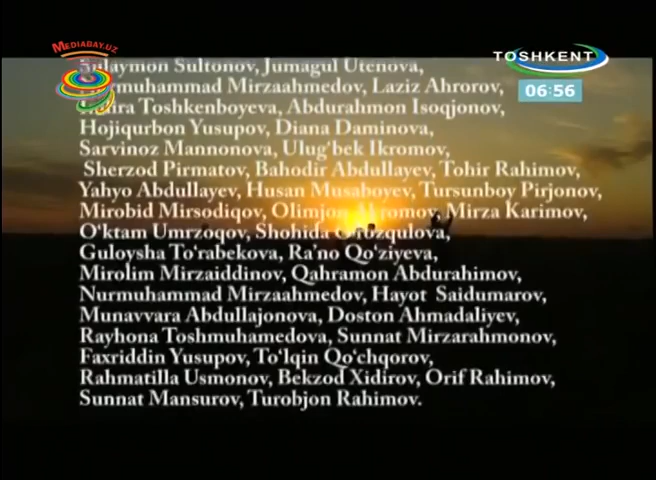 MEDIABAY.UZ
TOSHKENT
06:56
Sulaymon Sultonov, Jumagul Utenova,
Mirzaahmedov, Laziz Ahrorov,
Toshkenboyeva, Abdurahmon Isoqjonov,
Hojiqurbon Yusupov, Diana Daminova,
Sarvinoz Mannonova, Ulug‘bek Ikromov,
Sherzod Pirmatov, Bahodir Abdullayev, Tohir Rahimov,
Yahyo Abdullayev, Husan Musaboyev, Tursunboy Pirjonov,
Mirobid Mirsodiqov, Olimjon Mirza Karimov,
O‘ktam Umrzoqov, Shohida
Guloysha To‘rabekova, Ra’no Qo‘ziyeva,
Mirolim Mirzaiddinov, Qahramon Abdurahimov,
Nurmuhammad Mirzaahmedov, Hayot Saidumarov,
Munavvara Abdullajonova, Doston Ahmadaliyev,
Rayhona Toshmuhamedova, Sunnat Mirzarahmonov,
Faxriddin Yusupov, To‘lqin Qo‘chqorov,
Rahmatilla Usmonov, Bekzod Xidirov, Orif Rahimov,
Sunnat Mansurov, Turobjon Rahimov.